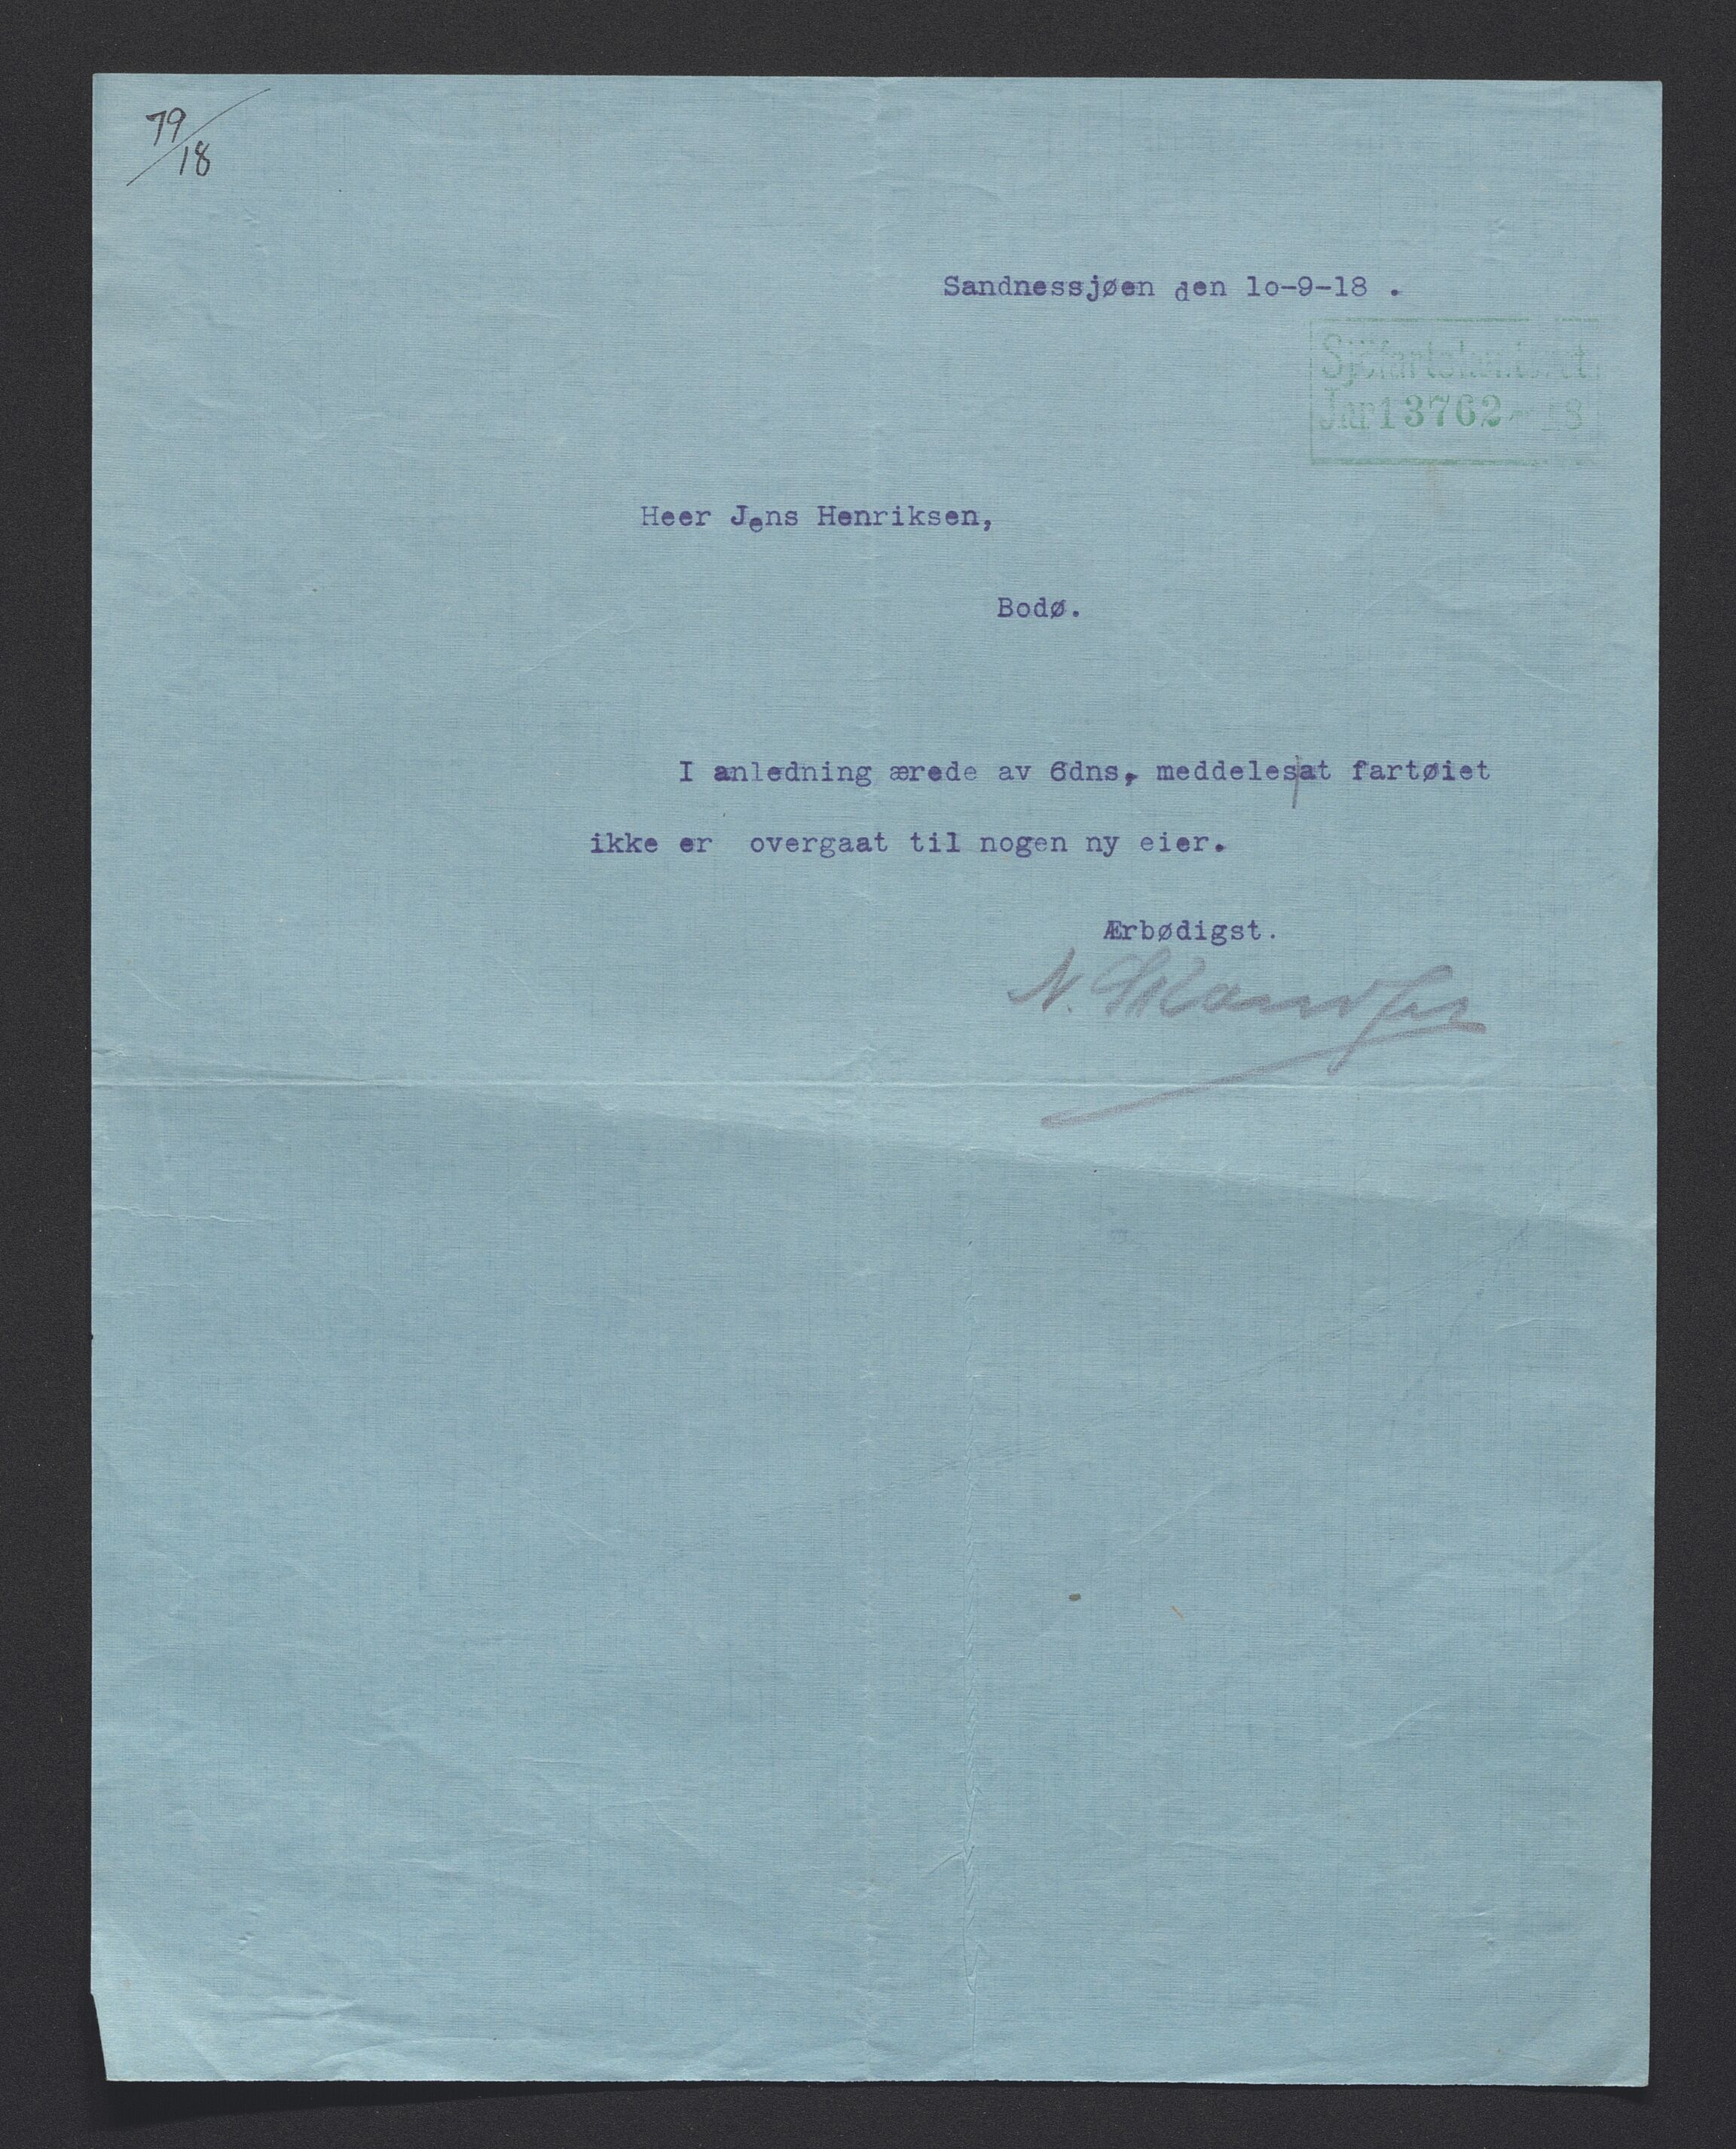 79
18
Sandnessjøen den 1o-9-18 .
Sjöfartskontoret
Jnr 13762 - 18
Heer Jens Henriksen,
Bodø.
I anledning ærede av 6dns, meddeles at fartøiet
ikke er overgaat til nogen ny eier.
Ærbødigst.
N.